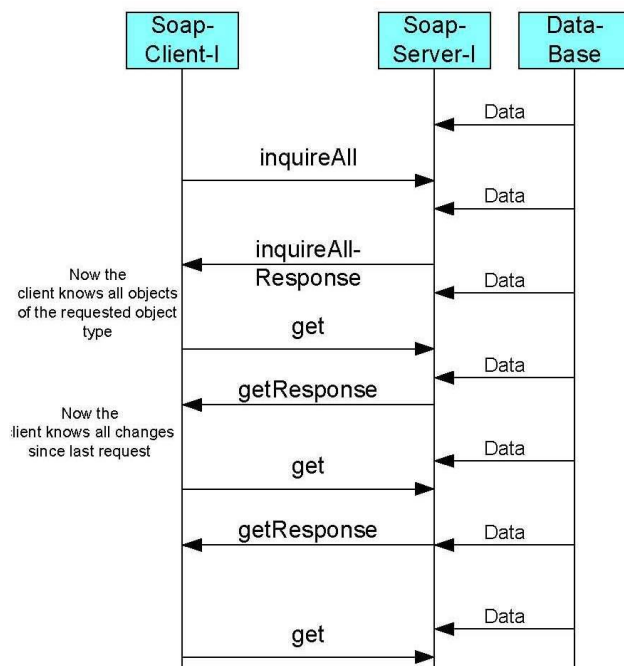 Soap-
Client-I
Soap-
Server-I
Data-
Base
Data
inquireAll
Data
inquireAll-
Response
Data
Now the
client knows all objects
of the requested object
type
get
Data
getResponse
Now the
client knows all changes
since last request
Data
get
getResponse
Data
Data
get